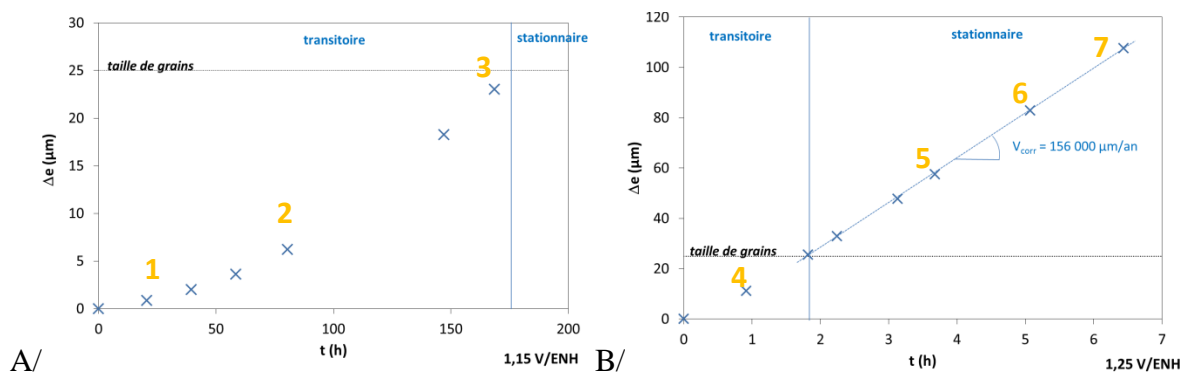 30
25
20
15
10
5
0
Δe (µm)
transitoire
stationnaire
taille de grains
1
2
3
0
50
100
150
200
t (h)
1,15 V/ENH
A/
120
100
80
60
40
20
0
Δe (µm)
transitoire
stationnaire
taille de grains
4
5
6
7
Vcorr = 156 000 µm/an
0
1
2
3
4
5
6
7
t (h)
1,25 V/ENH
B/